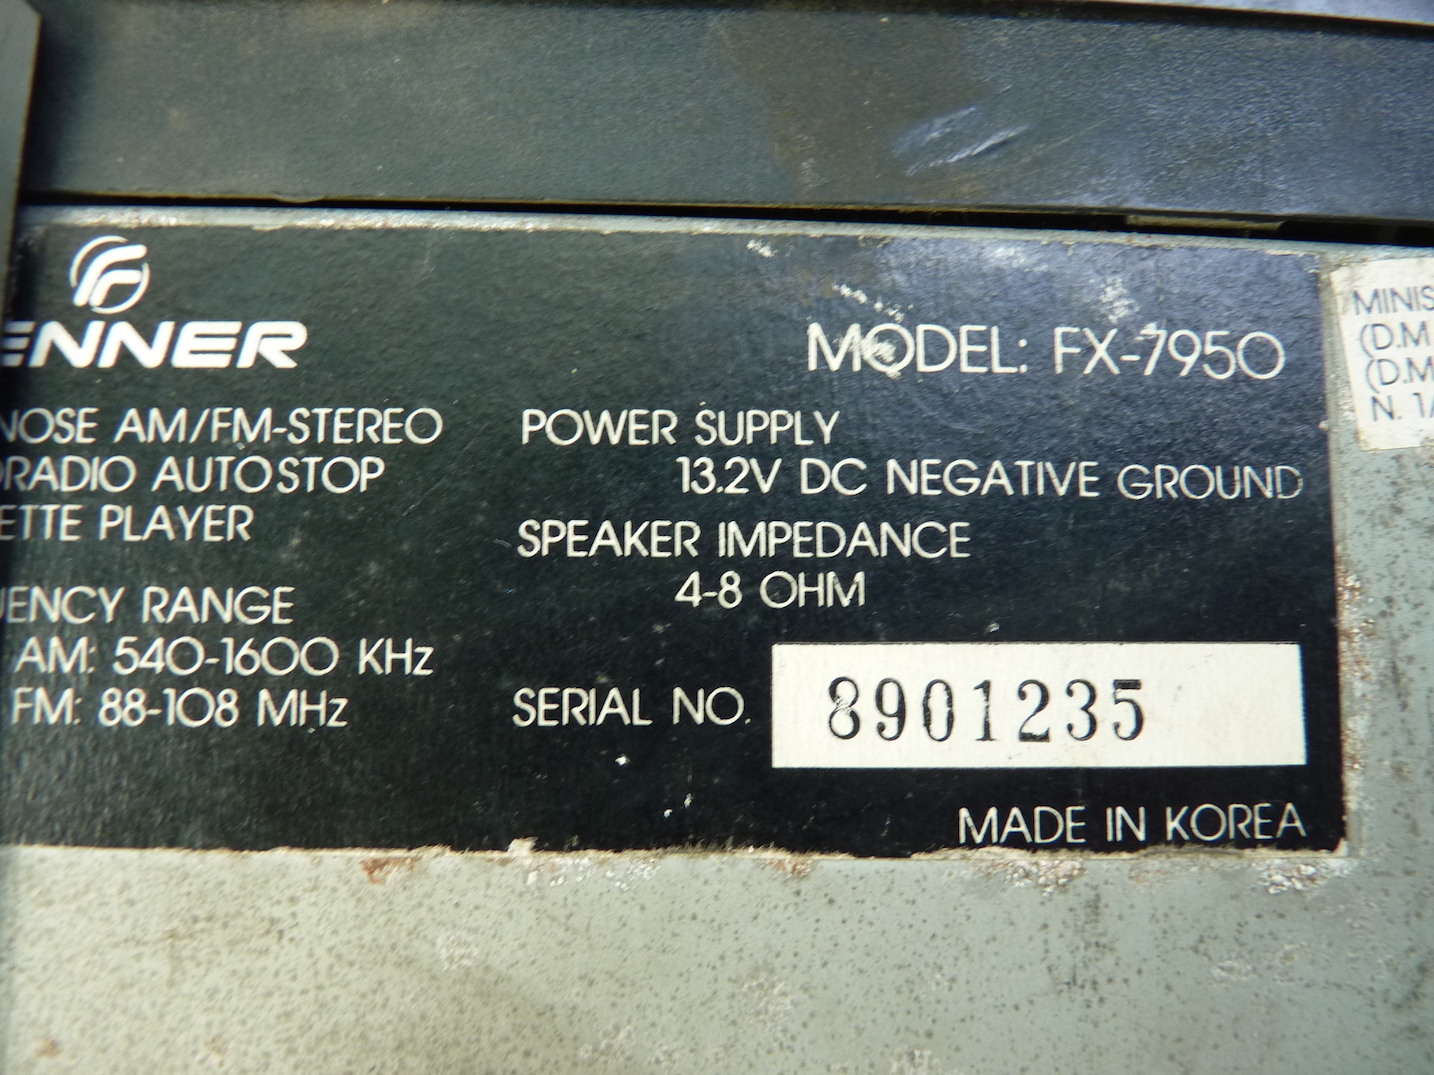 ENNER
MODEL: FX-7950
NOSE AM/FM-STEREO
RADIO AUTOSTOP
ETTE PLAYER
POWER SUPPLY
13.2V DC NEGATIVE GROUND
SPEAKER IMPEDANCE
4-8 OHM
UENCY RANGE
AM: 540-1600 KHz
FM: 88-108 MHz
SERIAL NO. 8901235
MADE IN KOREA
MINIS
(D.M
(D.M
N. 1/